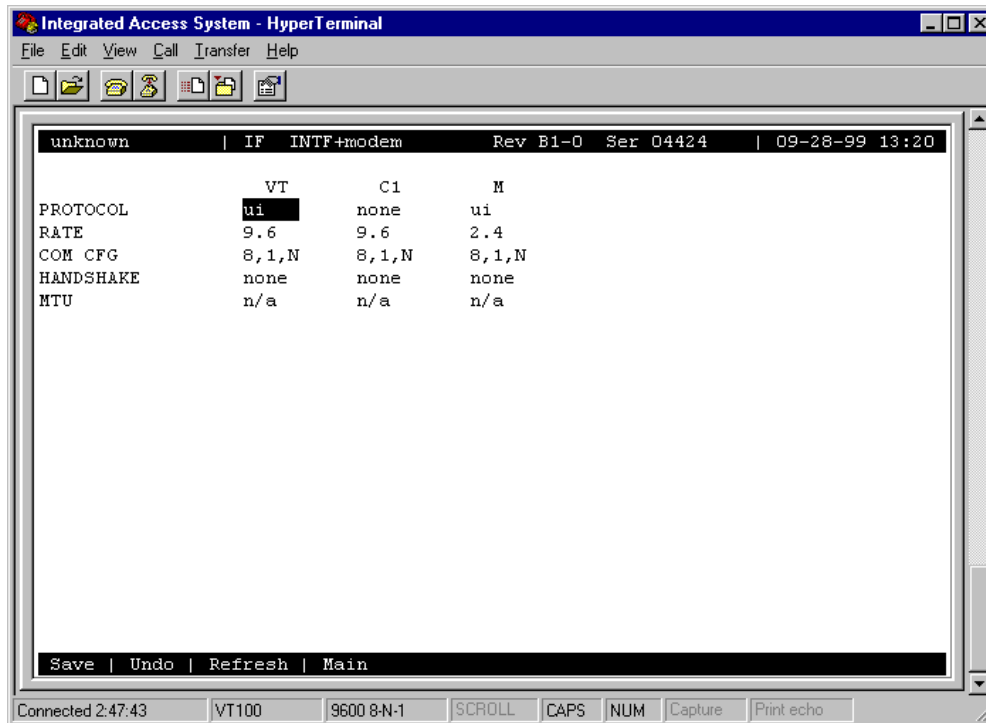 Integrated Access System - HyperTerminal
File Edit View Call Transfer Help
unknown | IF INTF+modem Rev B1-0 Ser 04424 | 09-28-99 13:20
VT C1 M
PROTOCOL ui none ui
RATE 9.6 9.6 2.4
COM CFG 8,1,N 8,1,N 8,1,N
HANDSHAKE none none none
MTU n/a n/a n/a
Save | Undo | Refresh | Main
Connected 2:47:43 VT100 9600 8-N-1 SCROLL CAPS NUM Capture Print echo